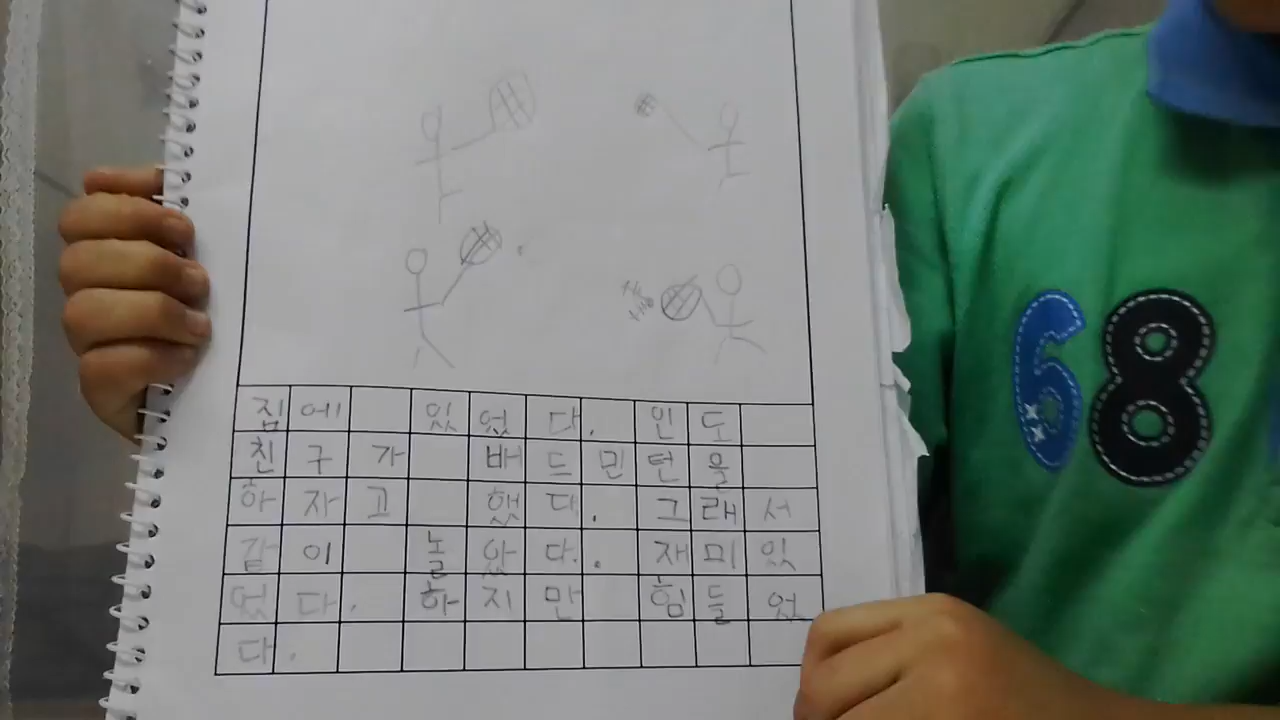 집에 있었다. 인도
친구가 배드민턴을
하자고 했다. 그래서
같이 놀았다. 재미있
었다. 하지만 힘들었
다.
68